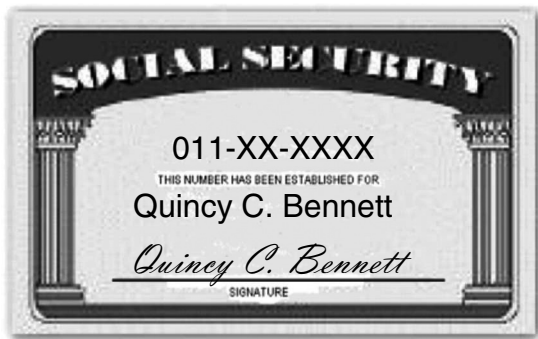 SOCIAL SECURITY
011-XX-XXXX
THIS NUMBER HAS BEEN ESTABLISHED FOR
Quincy C. Bennett
Quincy C. Bennett
SIGNATURE